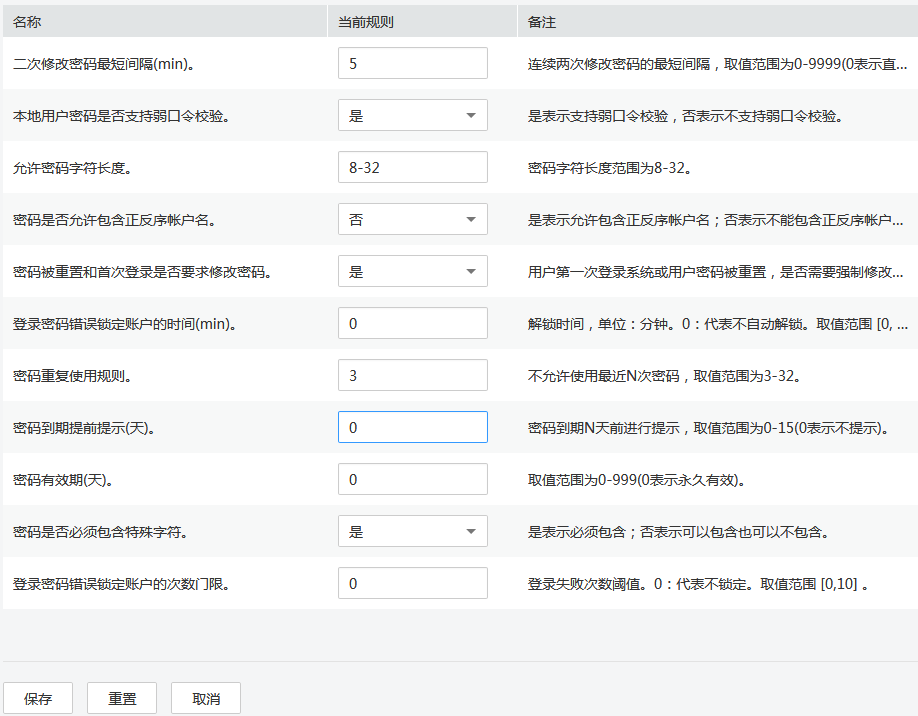 名称 当前规则 备注
二次修改密码最短间隔(min)。 5 连续两次修改密码的最短间隔，取值范围为0-9999(0表示直...
本地用户密码是否支持弱口令校验。 是 是表示支持弱口令校验，否表示不支持弱口令校验。
允许密码字符长度。 8-32 密码字符长度范围为8-32。
密码是否允许包含正反序帐户名。 否 是表示允许包含正反序帐户名；否表示不能包含正反序帐户...
密码被重置和首次登录是否要求修改密码。 是 用户第一次登录系统或用户密码被重置，是否需要强制修改...
登录密码错误锁定账户的时间(min)。 0 解锁时间，单位：分钟。0：代表不自动解锁。取值范围 [0, ...
密码重复使用规则。 3 不允许使用最近N次密码，取值范围为3-32。
密码到期提前提示(天)。 0 密码到期N天前进行提示，取值范围为0-15(0表示不提示)。
密码有效期(天)。 0 取值范围为0-999(0表示永久有效)。
密码是否必须包含特殊字符。 是 是表示必须包含；否表示可以包含也可以不包含。
登录密码错误锁定账户的次数门限。 0 登录失败次数阈值。0：代表不锁定。取值范围 [0,10] 。
保存 重置 取消